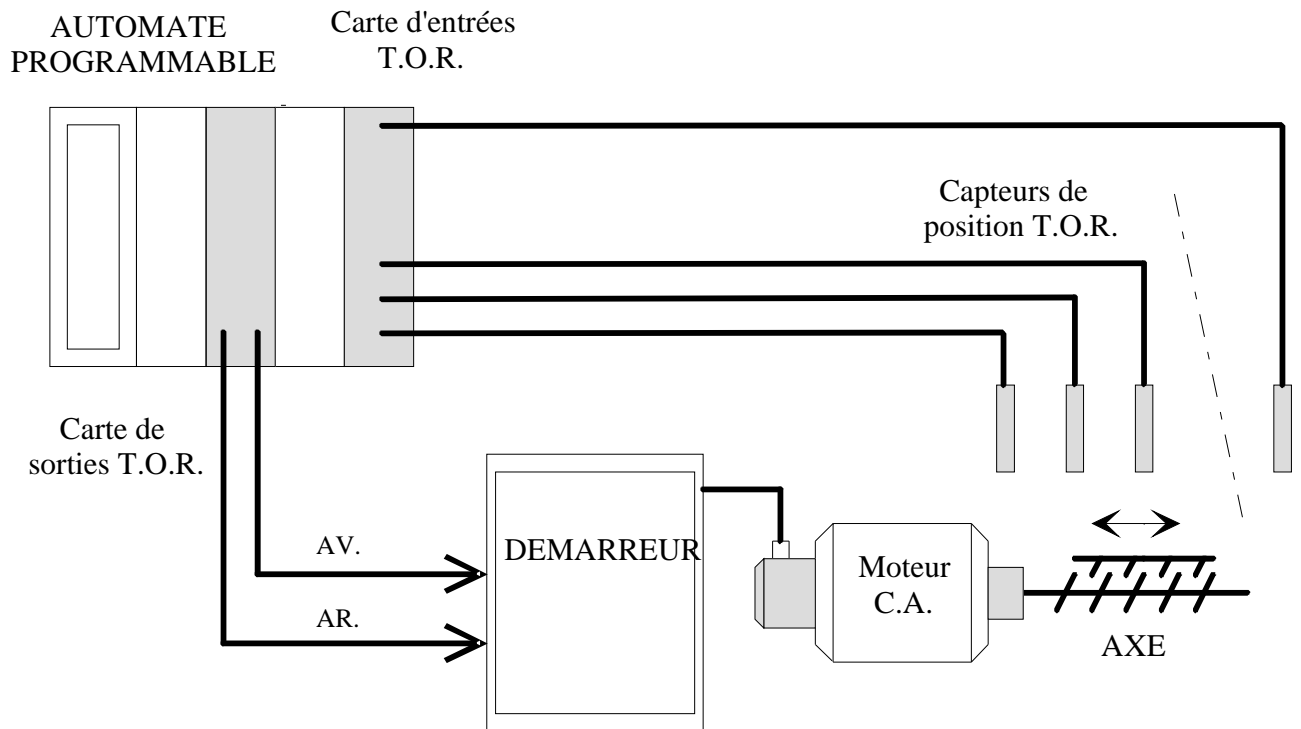 AUTOMATE
PROGRAMMABLE
Carte d'entrées
T.O.R.
Capteurs de
position T.O.R.
Carte de
sorties T.O.R.
AV.
AR.
DEMARREUR
Moteur
C.A.
AXE